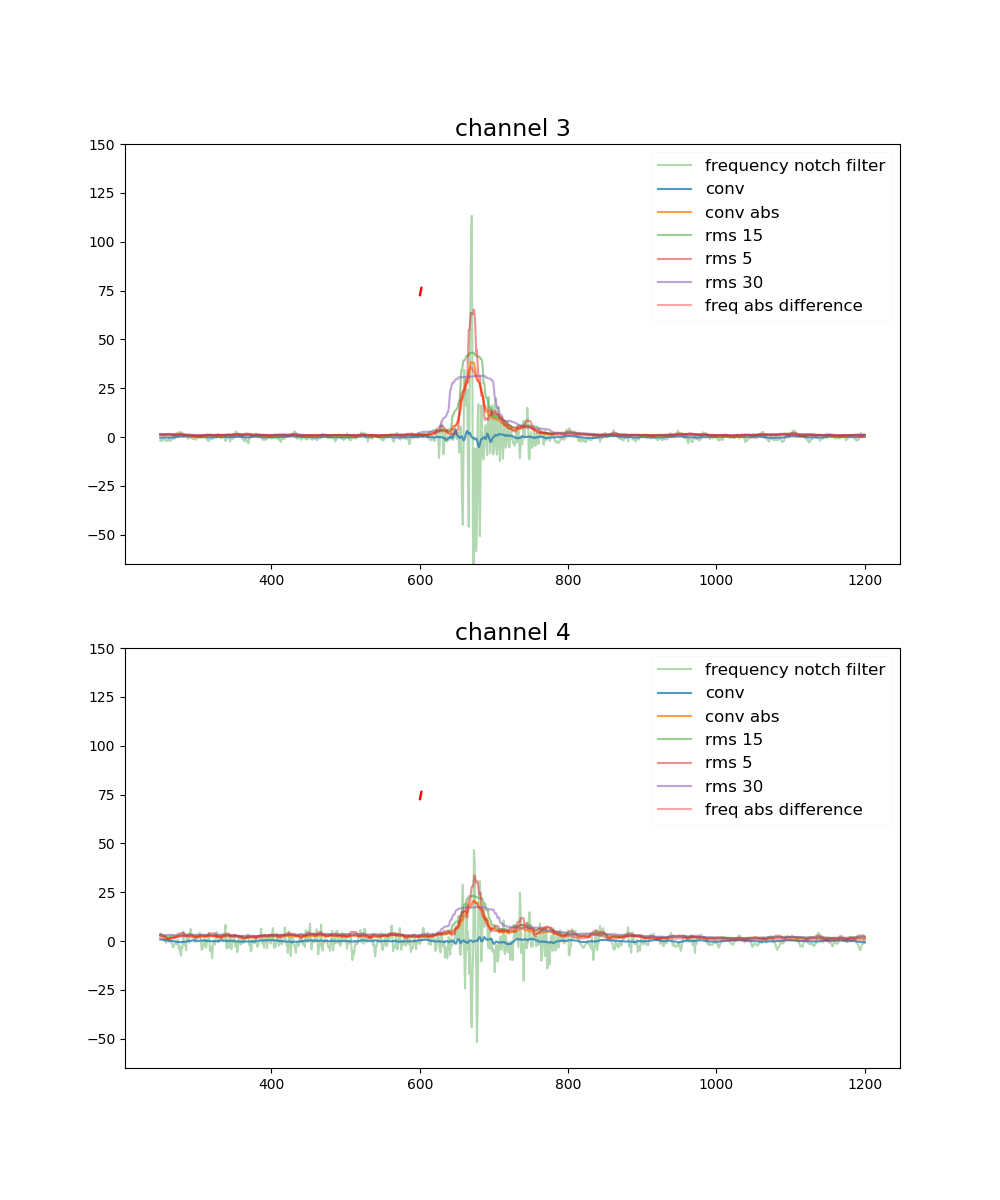 channel 3
150
125
100
75
50
25
0
−25
−50
frequency notch filter
conv
conv abs
rms 15
rms 5
rms 30
freq abs difference
400 600 800 1000 1200
channel 4
150
125
100
75
50
25
0
−25
−50
frequency notch filter
conv
conv abs
rms 15
rms 5
rms 30
freq abs difference
400 600 800 1000 1200